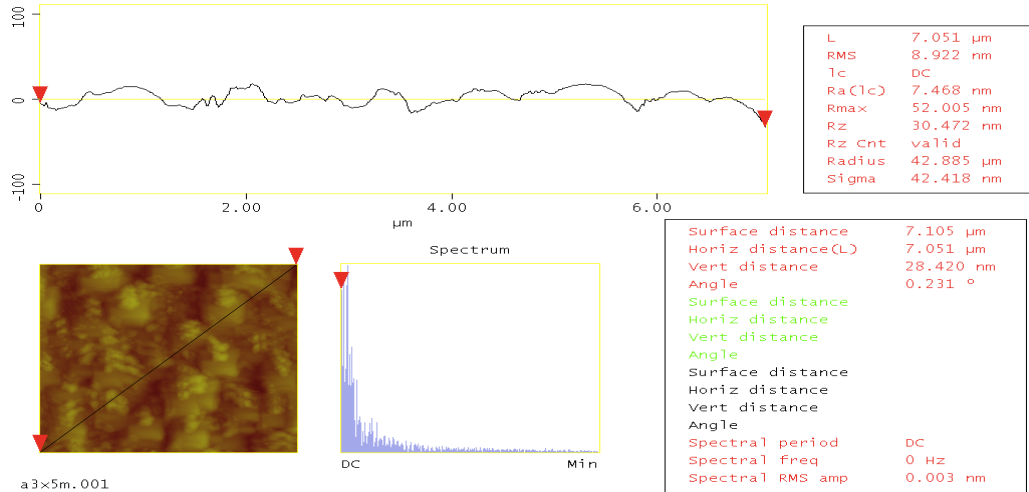 100
0
-100
0 2.00 4.00 6.00
µm
L 7.051 µm
RMS 8.922 nm
lc DC
Ra(lc) 7.468 nm
Rmax 52.005 nm
Rz 30.472 nm
Rz Cnt valid
Radius 42.885 µm
Sigma 42.418 nm
Spectrum
DC Min
a3x5m.001
Surface distance 7.105 µm
Horiz distance(L) 7.051 µm
Vert distance 28.420 nm
Angle 0.231 °
Surface distance
Horiz distance
Vert distance
Angle
Surface distance
Horiz distance
Vert distance
Angle
Spectral period DC
Spectral freq 0 Hz
Spectral RMS amp 0.003 nm